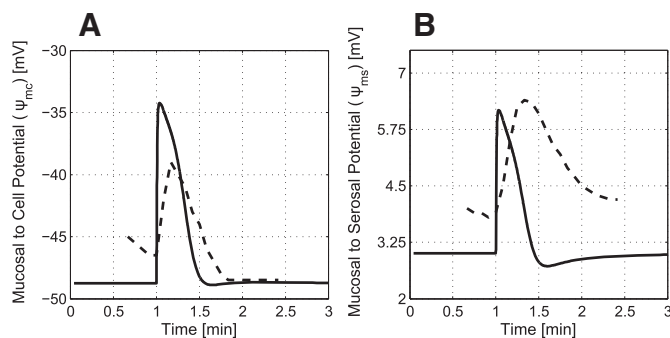 A
Mucosal to Cell Potential ( ψmc) [mV]
−30
−35
−40
−45
−50
0 0.5 1 1.5 2 2.5 3
Time [min]
B
Mucosal to Serosal Potential ( ψms) [mV]
7
5.75
4.5
3.25
2
0 0.5 1 1.5 2 2.5 3
Time [min]